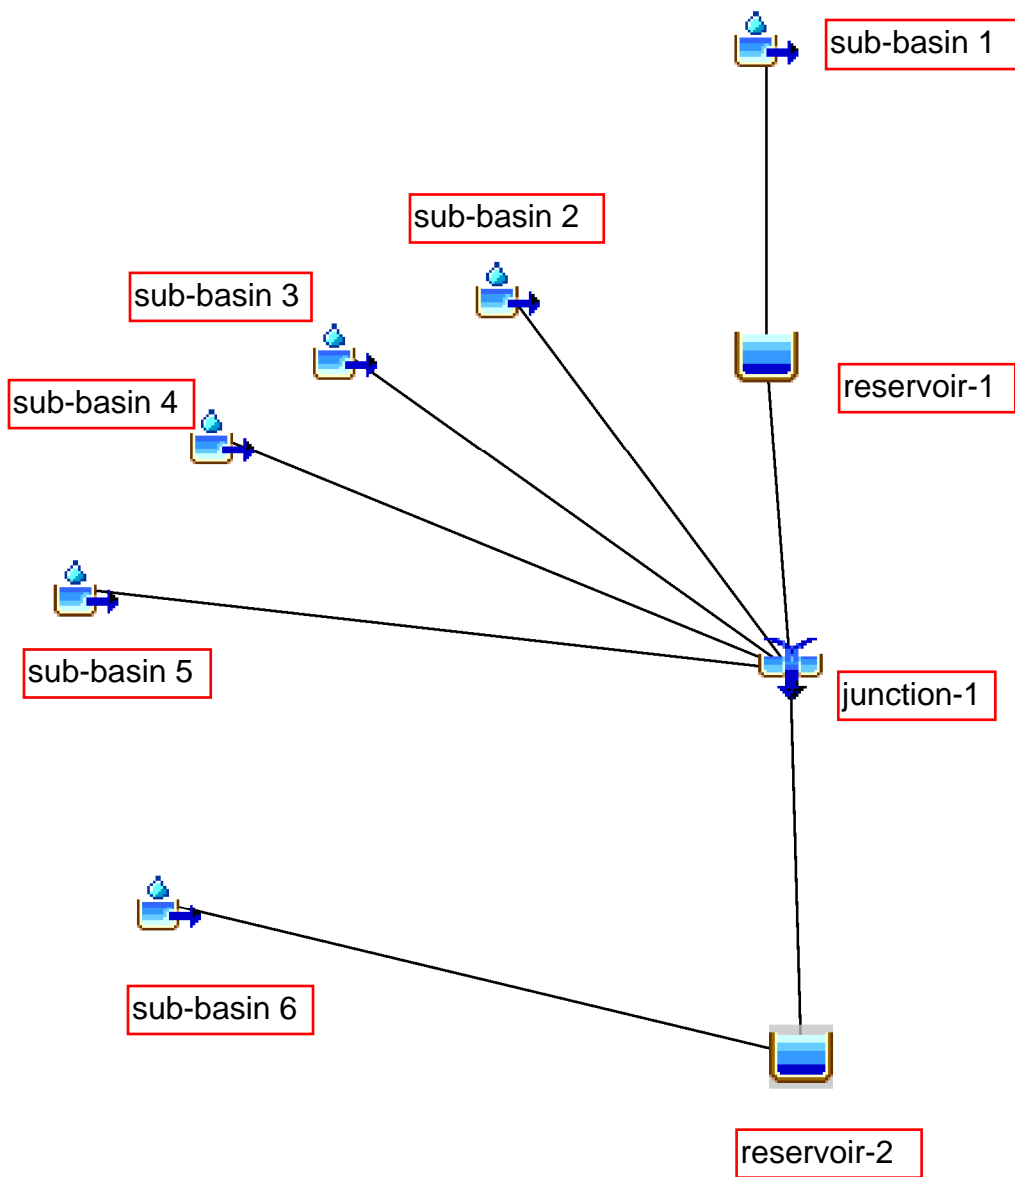 sub-basin 1
sub-basin 2
sub-basin 3
reservoir-1
sub-basin 4
sub-basin 5
junction-1
sub-basin 6
reservoir-2